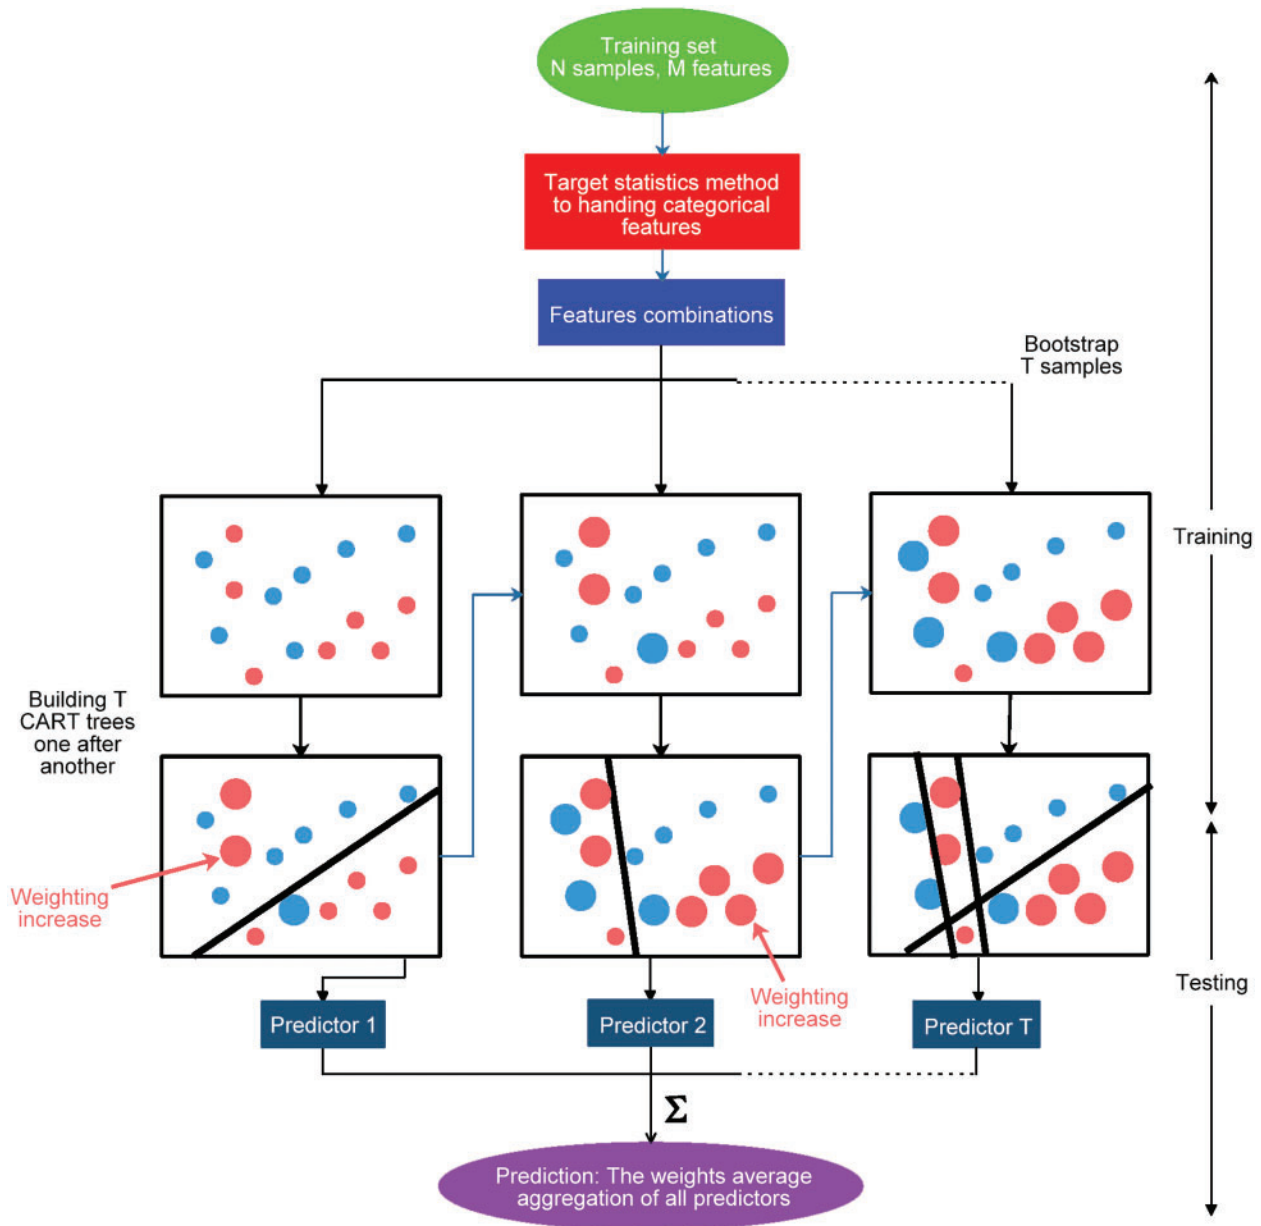 Training set
N samples, M features
Target statistics method
to handing categorical
features
Features combinations
Bootstrap
T samples
Training
Building T
CART trees
one after
another
Weighting
increase
Weighting
increase
Testing
Predictor 1
Predictor 2
Predictor T
Σ
Prediction: The weights average
aggregation of all predictors